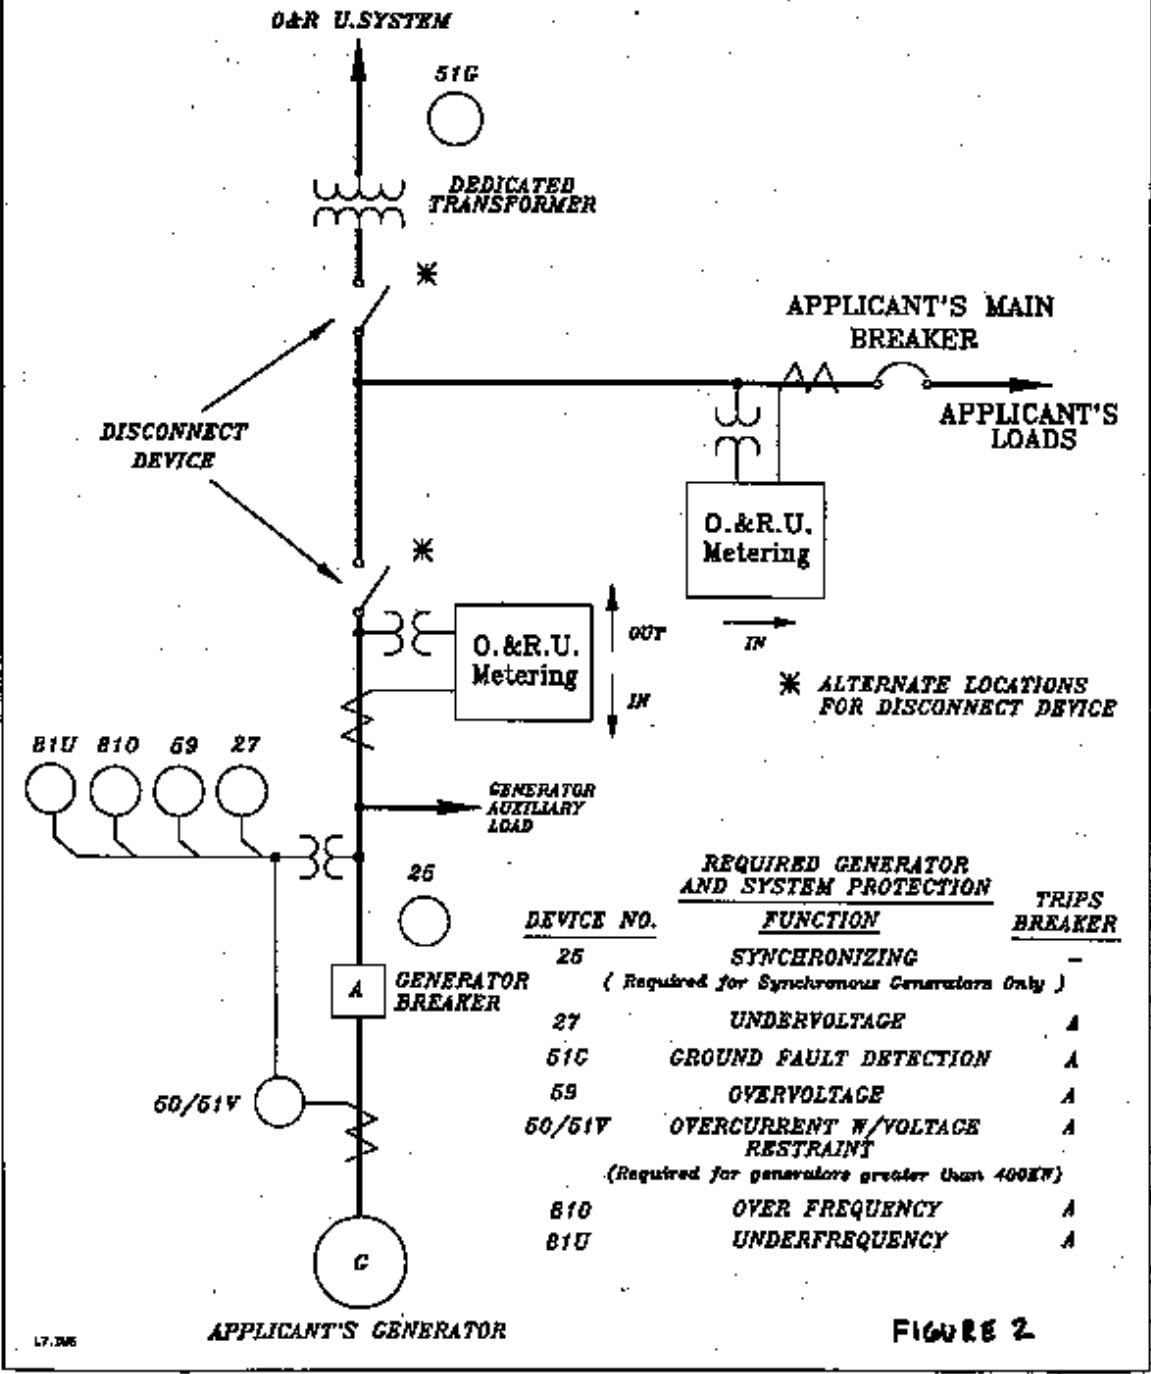 O&R U.SYSTEM
51G
DEDICATED
TRANSFORMER
*
APPLICANT'S MAIN
BREAKER
APPLICANT'S
LOADS
DISCONNECT
DEVICE
O.&R.U.
Metering
IN
*
O.&R.U.
Metering
OUT
IN
* ALTERNATE LOCATIONS
FOR DISCONNECT DEVICE
81U 81O 59 27
GENERATOR
AUXILIARY
LOAD
25
A
GENERATOR
BREAKER
50/51V
G
APPLICANT'S GENERATOR
REQUIRED GENERATOR
AND SYSTEM PROTECTION
DEVICE NO. FUNCTION TRIPS BREAKER
25 SYNCHRONIZING –
( Required for Synchronous Generators Only )
27 UNDERVOLTAGE A
51G GROUND FAULT DETECTION A
59 OVERVOLTAGE A
50/51V OVERCURRENT W/VOLTAGE A
RESTRAINT
(Required for generators greater than 400KW)
81O OVER FREQUENCY A
81U UNDERFREQUENCY A
FIGURE 2